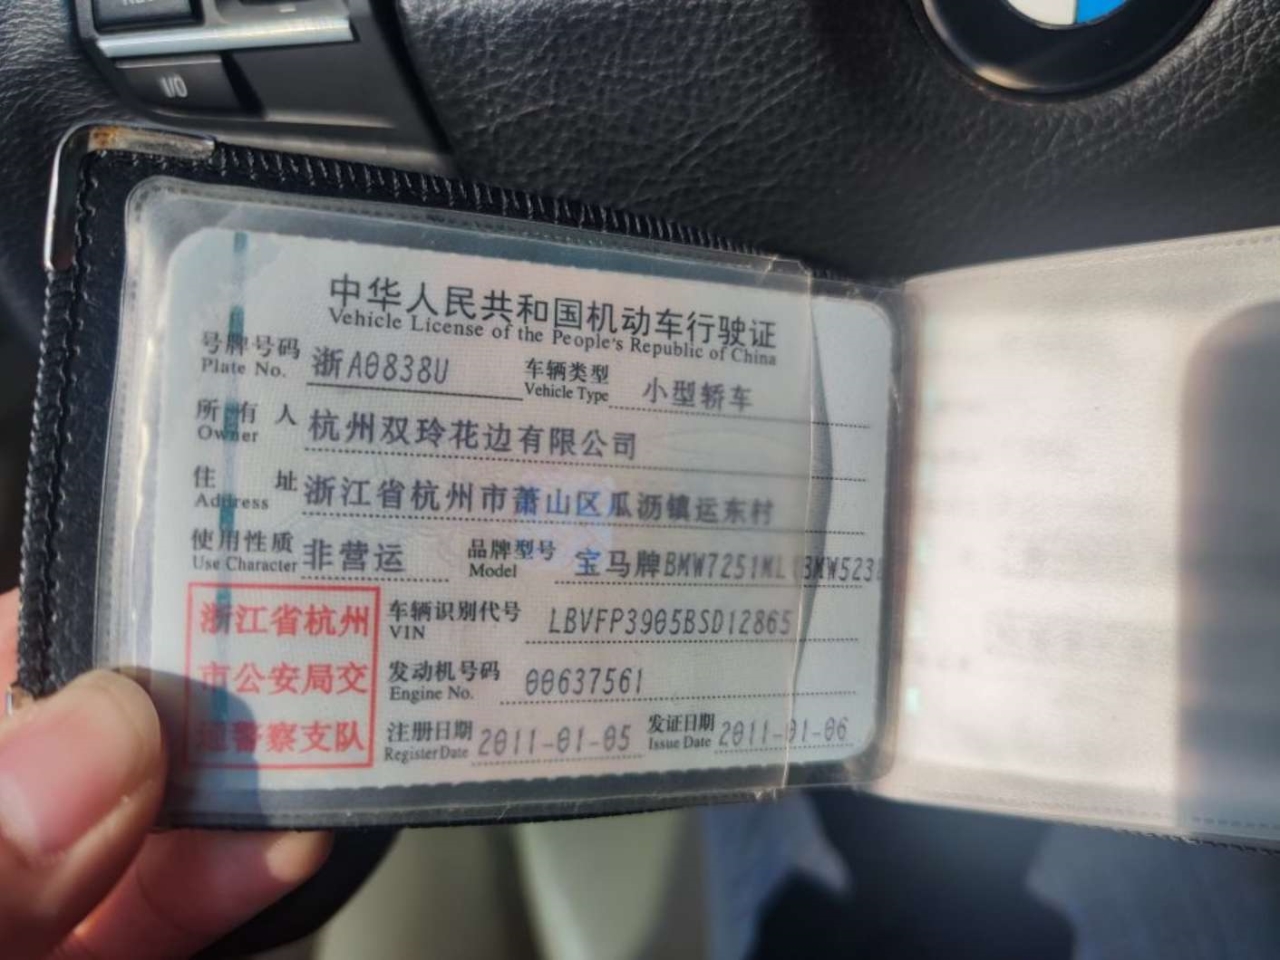 I/0
中华人民共和国机动车行驶证
Vehicle License of the People's Republic of China
号牌号码 浙A0838U 车辆类型 小型轿车
Plate No. Vehicle Type
所有人 杭州双玲花边有限公司
Owner
住址 浙江省杭州市萧山区瓜沥镇运东村
Address
使用性质 非营运 品牌型号 宝马牌BMW7251ML(BMW523
Use Character Model
浙江省杭州
市公安局交
通警察支队
车辆识别代号 LBVFP3905BSD12865
VIN
发动机号码 00637561
Engine No.
注册日期 2011-01-05 发证日期 2011-01-06
Register Date Issue Date